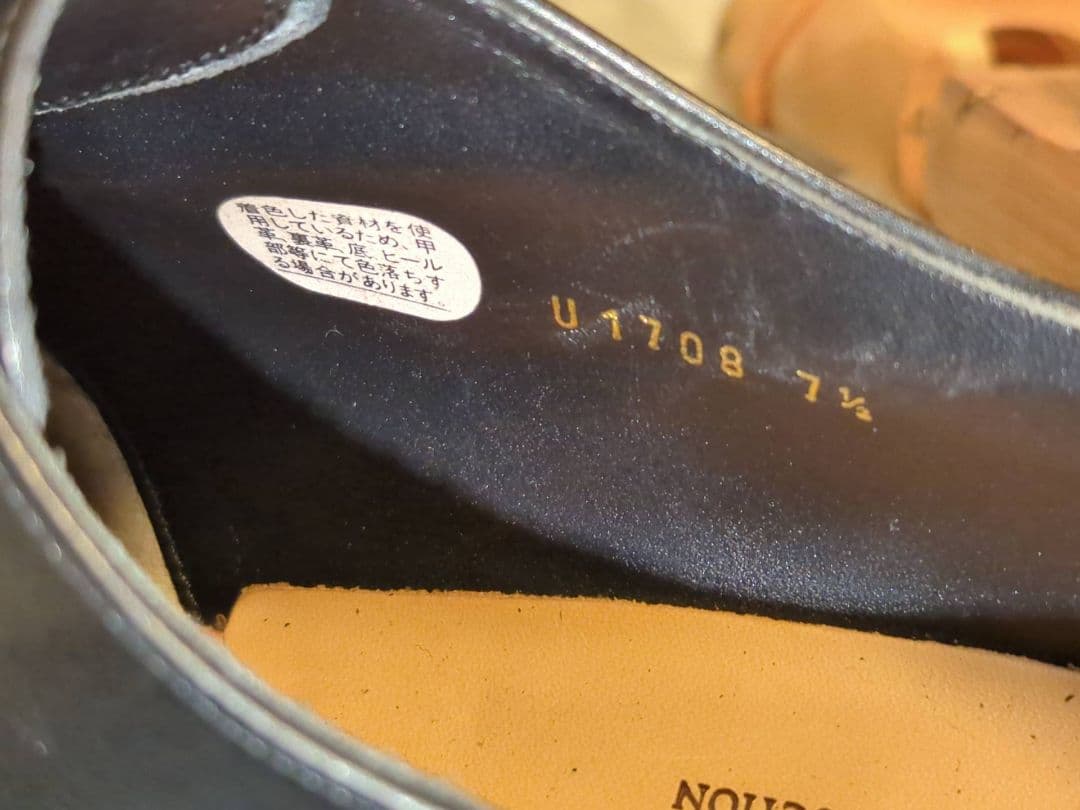 着色した資材を使
用しているため、甲
革、裏革、底、ヒール
部等にて色落ちす
る場合があります。
U 1708 7½